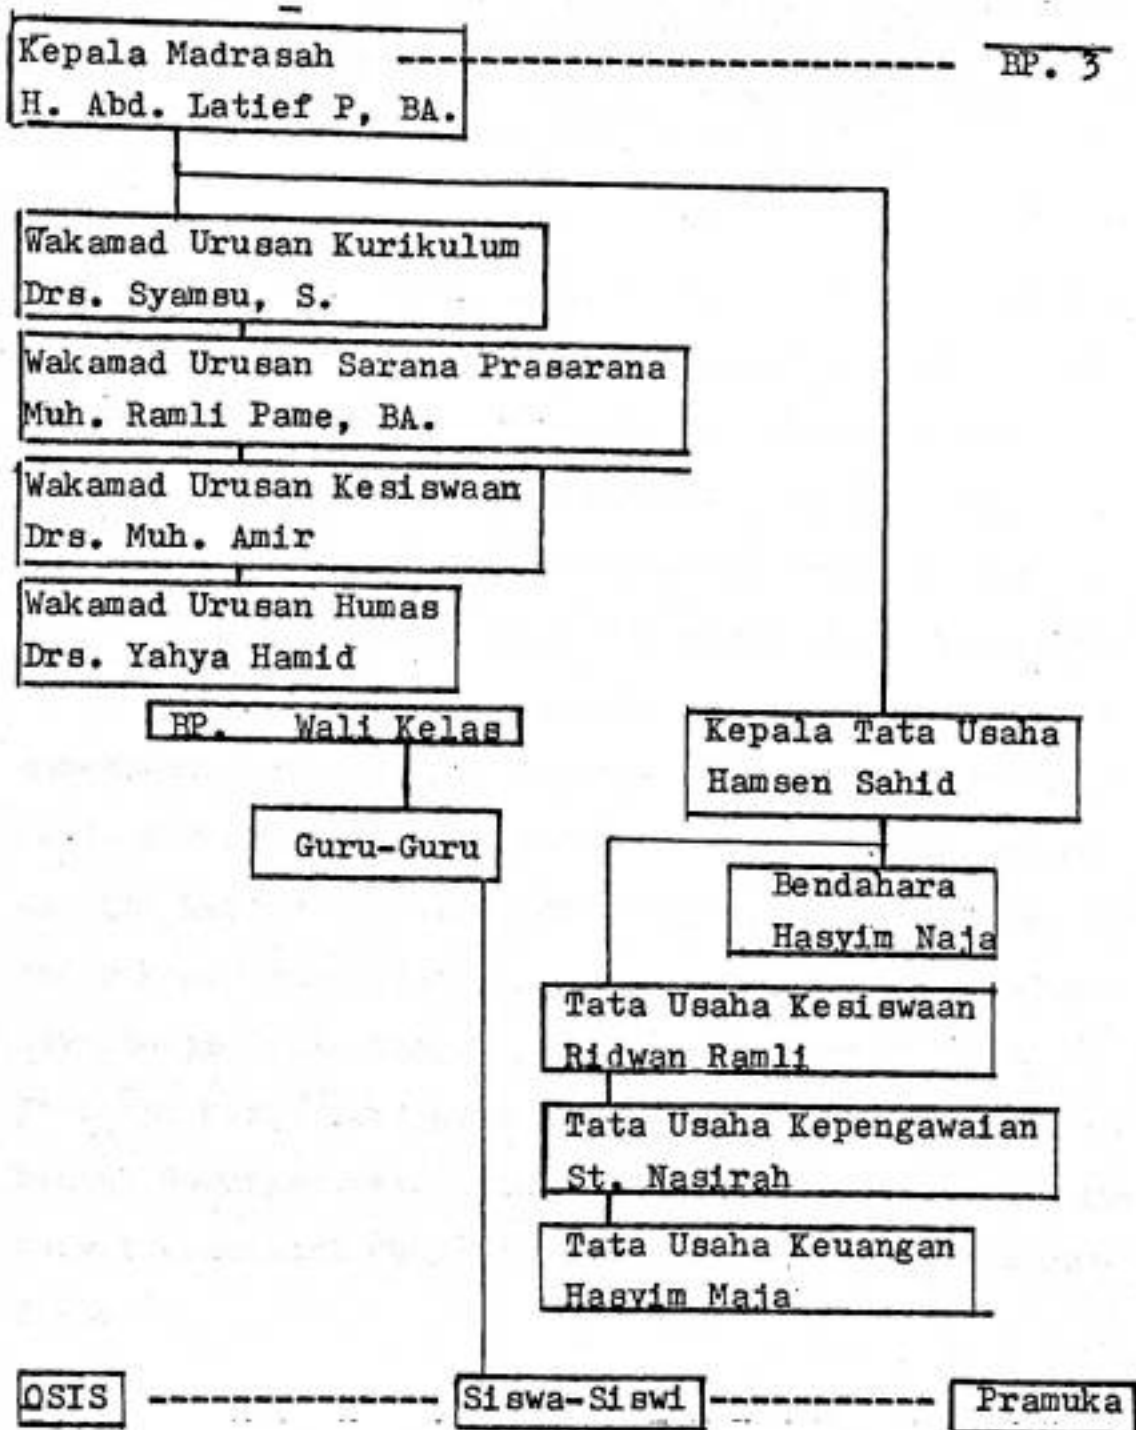 Kepala Madrasah
H. Abd. Latief P, BA.
BP. 3
Wakamad Urusan Kurikulum
Drs. Syamsu, S.
Wakamad Urusan Sarana Prasarana
Muh. Ramli Pame, BA.
Wakamad Urusan Kesiswaan
Drs. Muh. Amir
Wakamad Urusan Humas
Drs. Yahya Hamid
BP. Wali Kelas
Guru-Guru
Kepala Tata Usaha
Hamsen Sahid
Bendahara
Hasyim Naja
Tata Usaha Kesiswaan
Ridwan Ramli
Tata Usaha Kepengawaian
St. Nasirah
Tata Usaha Keuangan
Hasyim Maja
OSIS
Siswa-Siswi
Pramuka